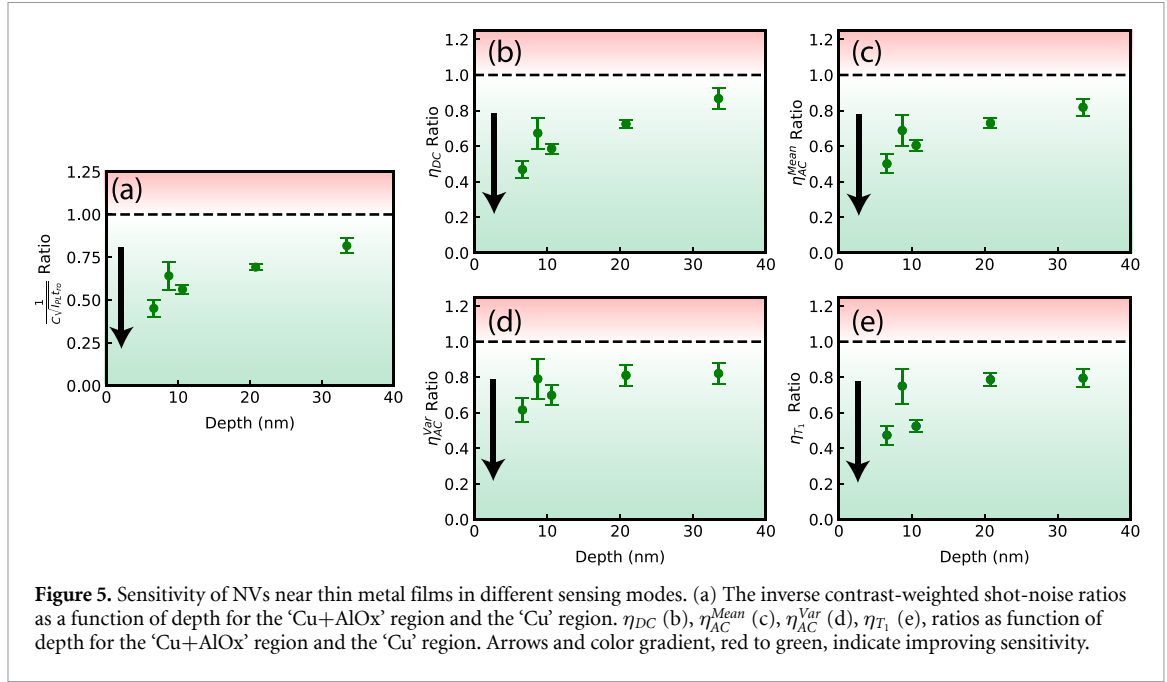 (a)
1.25
1.00
0.75
0.50
0.25
0.00
1/(C√(I_PL t_ro)) Ratio
0 10 20 30 40
Depth (nm)
(b)
1.2
1.0
0.8
0.6
0.4
0.2
0.0
η_DC Ratio
0 10 20 30 40
(c)
1.2
1.0
0.8
0.6
0.4
0.2
0.0
η_AC^Mean Ratio
0 10 20 30 40
(d)
1.2
1.0
0.8
0.6
0.4
0.2
0.0
η_AC^Var Ratio
0 10 20 30 40
Depth (nm)
(e)
1.2
1.0
0.8
0.6
0.4
0.2
0.0
η_T₁ Ratio
0 10 20 30 40
Depth (nm)
Figure 5. Sensitivity of NVs near thin metal films in different sensing modes. (a) The inverse contrast-weighted shot-noise ratios
as a function of depth for the ‘Cu+AlOx’ region and the ‘Cu’ region. η_DC (b), η_AC^Mean (c), η_AC^Var (d), η_T₁ (e), ratios as function of
depth for the ‘Cu+AlOx’ region and the ‘Cu’ region. Arrows and color gradient, red to green, indicate improving sensitivity.